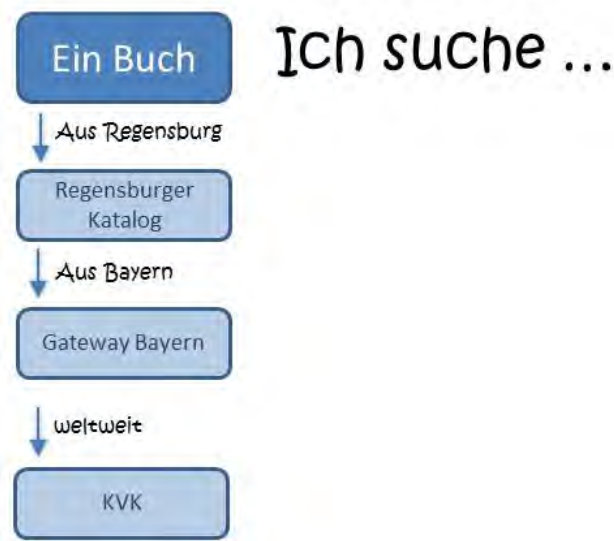 Ich suche ...
Ein Buch
Aus Regensburg
Regensburger
Katalog
Aus Bayern
Gateway Bayern
weltweit
KVK